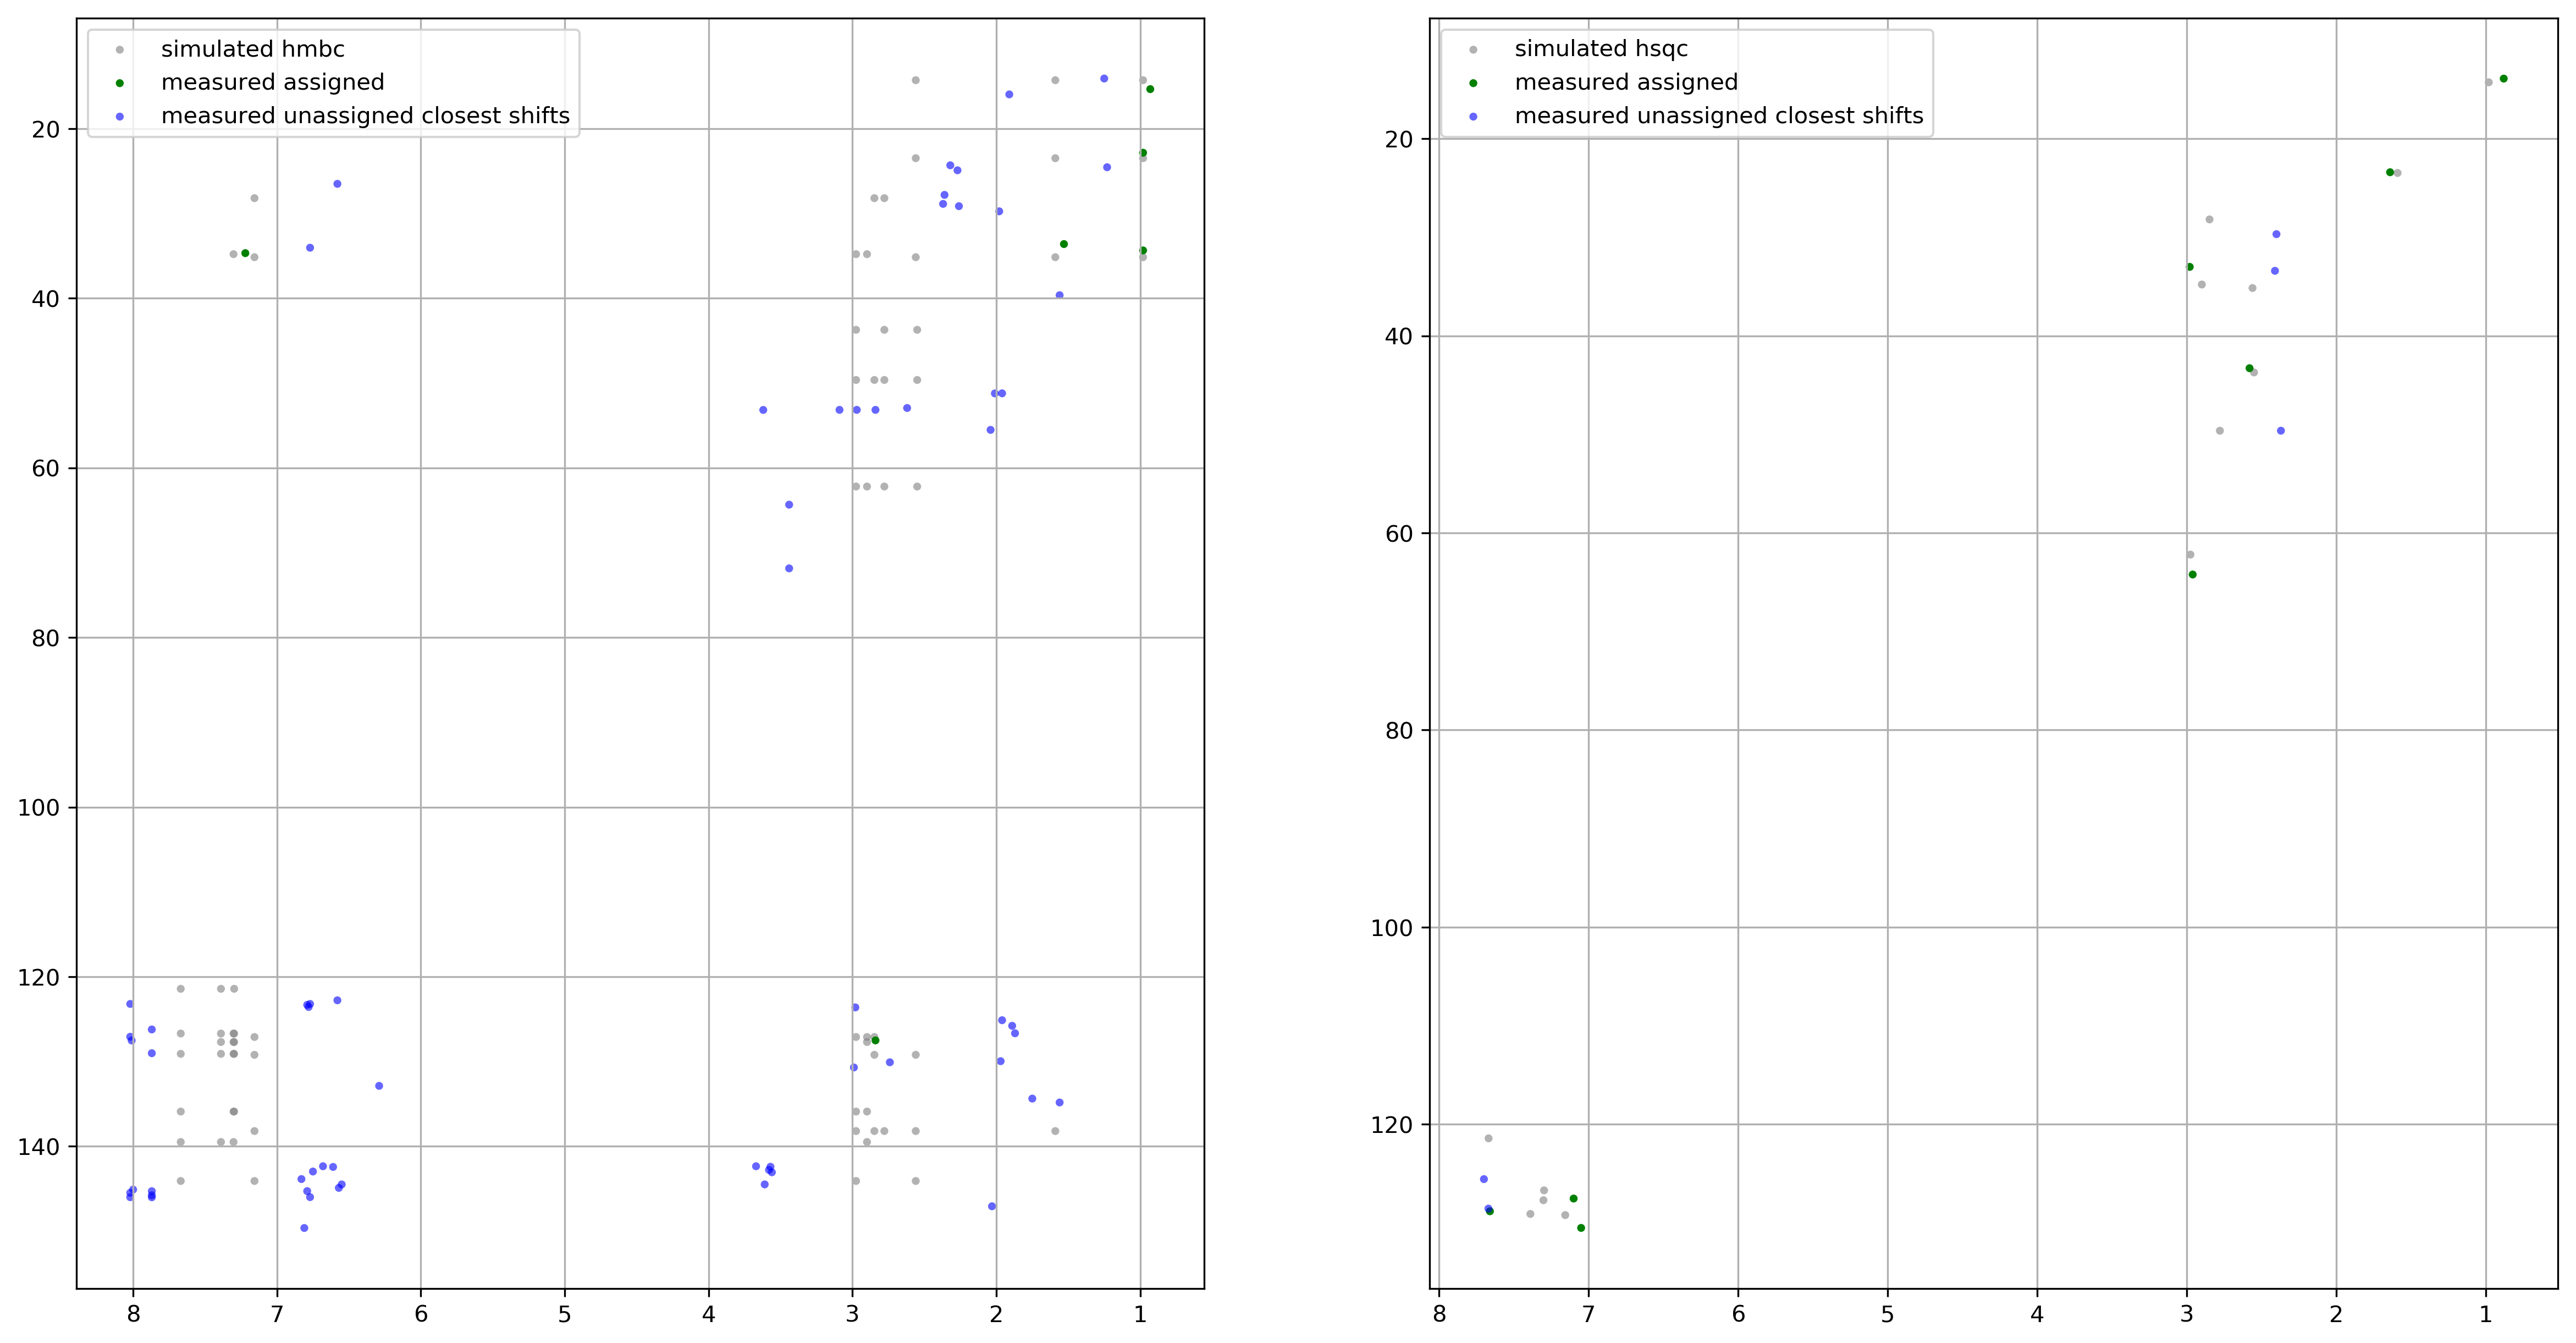 simulated hmbc
measured assigned
measured unassigned closest shifts
20
40
60
80
100
120
140
8 7 6 5 4 3 2 1
simulated hsqc
measured assigned
measured unassigned closest shifts
20
40
60
80
100
120
8 7 6 5 4 3 2 1